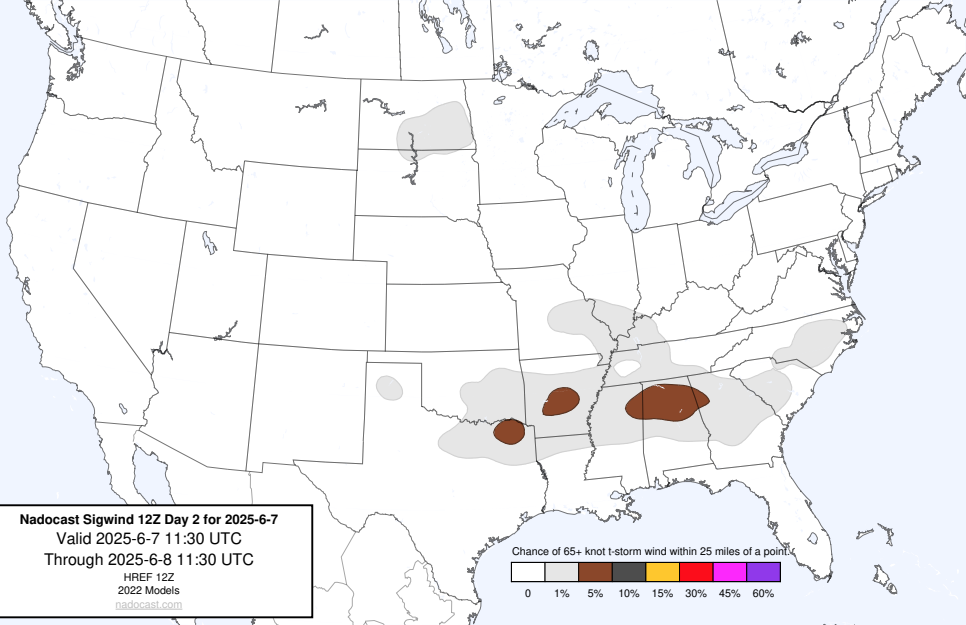 Nadocast Sigwind 12Z Day 2 for 2025-6-7
Valid 2025-6-7 11:30 UTC
Through 2025-6-8 11:30 UTC
HREF 12Z
2022 Models
nadocast.com
Chance of 65+ knot t-storm wind within 25 miles of a point.
0 1% 5% 10% 15% 30% 45% 60%